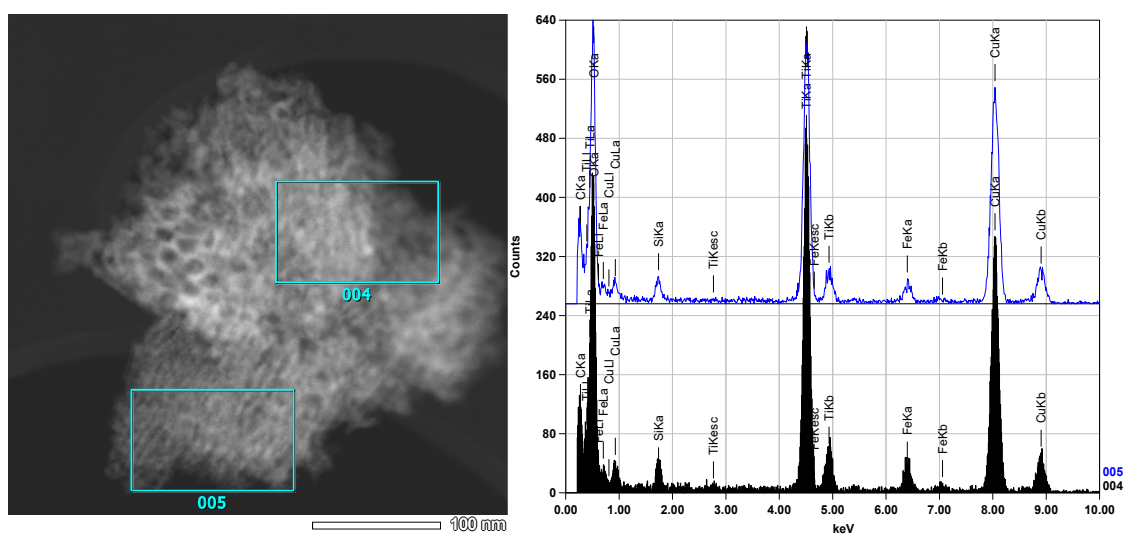 004
005
100 nm
Counts
640
560
480
400
320
240
160
80
0
CKa
TiLl
TiLa
OKa
OKa
FeLl
FeLa
CuLl
CuLa
SiKa
TiKesc
TiKa
TiKa
FeKesc
TiKb
FeKa
FeKb
CuKa
CuKb
CKa
TiLl
TiLa
FeLl
FeLa
CuLl
CuLa
SiKa
TiKesc
FeKesc
TiKb
FeKa
FeKb
CuKa
CuKb
005
004
0.00 1.00 2.00 3.00 4.00 5.00 6.00 7.00 8.00 9.00 10.00
keV